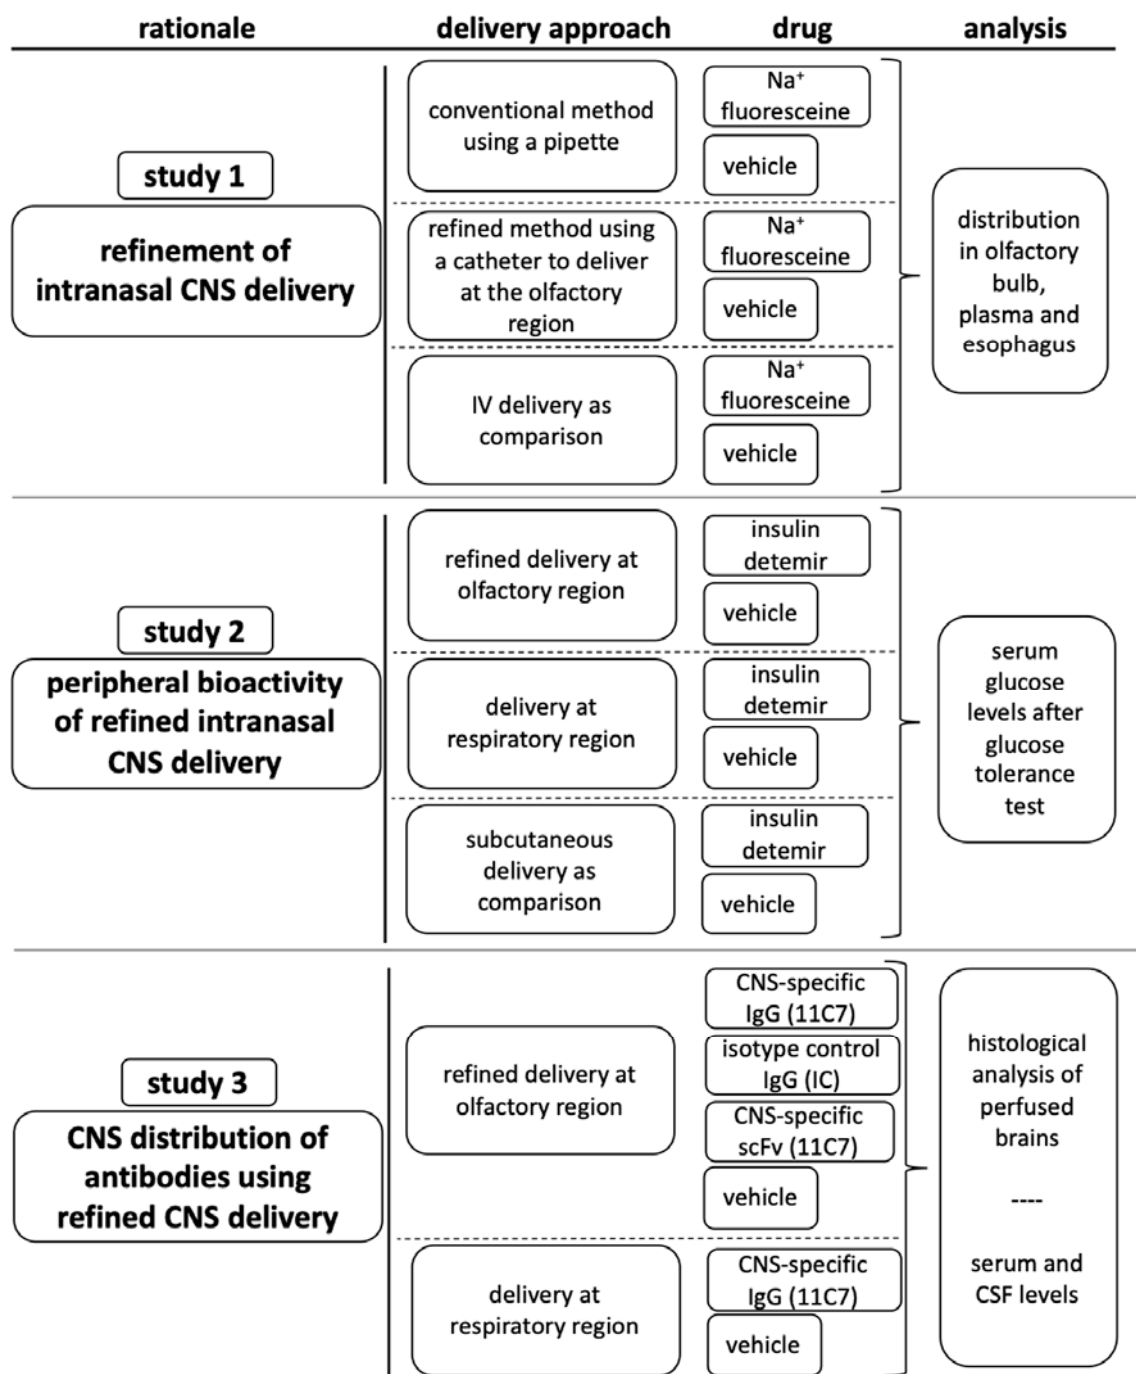 rationale
delivery approach
drug
analysis
study 1
refinement of
intranasal CNS delivery
conventional method
using a pipette
Na⁺
fluoresceine
vehicle
refined method using
a catheter to deliver
at the olfactory
region
Na⁺
fluoresceine
vehicle
IV delivery as
comparison
Na⁺
fluoresceine
vehicle
distribution
in olfactory
bulb,
plasma and
esophagus
study 2
peripheral bioactivity
of refined intranasal
CNS delivery
refined delivery at
olfactory region
insulin
detemir
vehicle
delivery at
respiratory region
insulin
detemir
vehicle
subcutaneous
delivery as
comparison
insulin
detemir
vehicle
serum
glucose
levels after
glucose
tolerance
test
study 3
CNS distribution of
antibodies using
refined CNS delivery
refined delivery at
olfactory region
CNS-specific
IgG (11C7)
isotype control
IgG (IC)
CNS-specific
scFv (11C7)
vehicle
delivery at
respiratory region
CNS-specific
IgG (11C7)
vehicle
histological
analysis of
perfused
brains
----
serum and
CSF levels